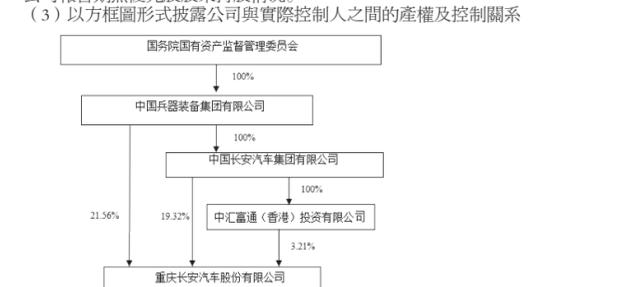 （3）以方框圖形式披露公司與實際控制人之間的產權及控制關系
国务院国有资产监督管理委员会
100%
中国兵器装备集团有限公司
100%
中国长安汽车集团有限公司
100%
21.56%
19.32%
中汇富通（香港）投资有限公司
3.21%
重庆长安汽车股份有限公司